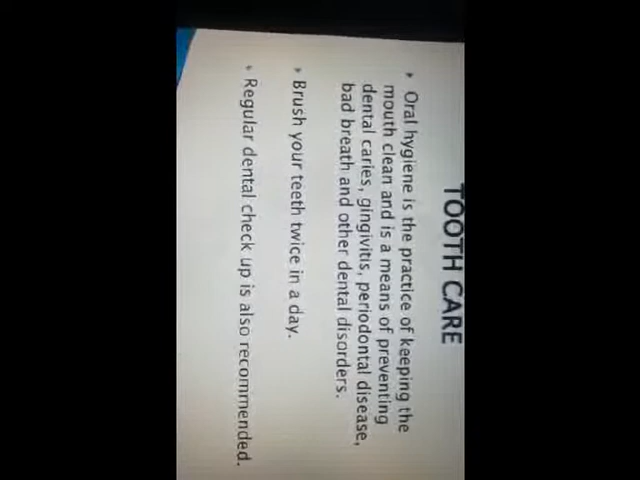 TOOTH CARE
Oral hygiene is the practice of keeping the
mouth clean and is a means of preventing
dental caries, gingivitis, periodontal disease,
bad breath and other dental disorders.
Brush your teeth twice in a day.
Regular dental check up is also recommended.